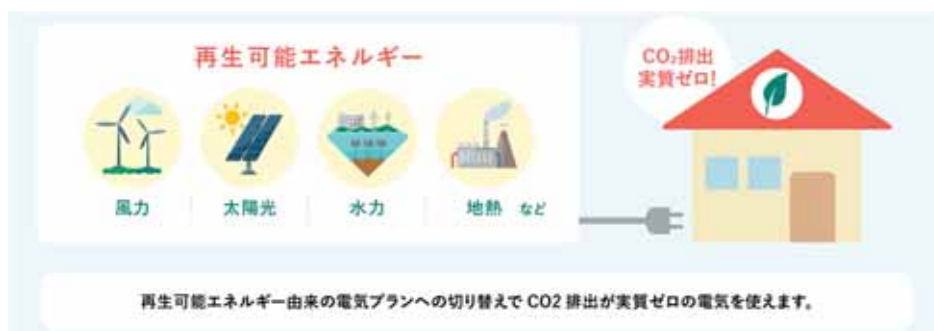 再生可能エネルギー
CO₂排出
実質ゼロ!
風力 太陽光 水力 地熱 など
再生可能エネルギー由来の電気プランへの切り替えで CO2 排出が実質ゼロの電気を使えます。